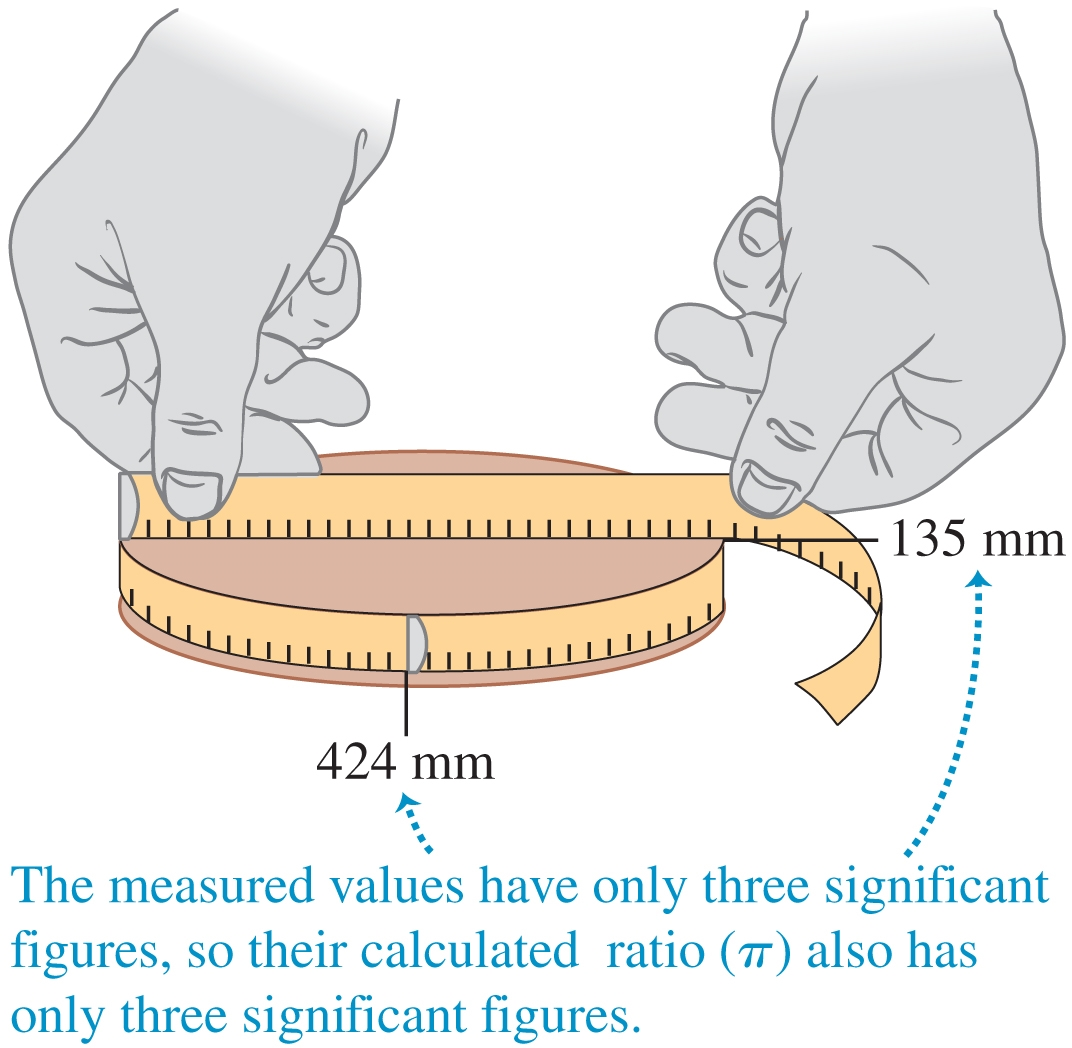 135 mm
424 mm
The measured values have only three significant
figures, so their calculated ratio (π) also has
only three significant figures.